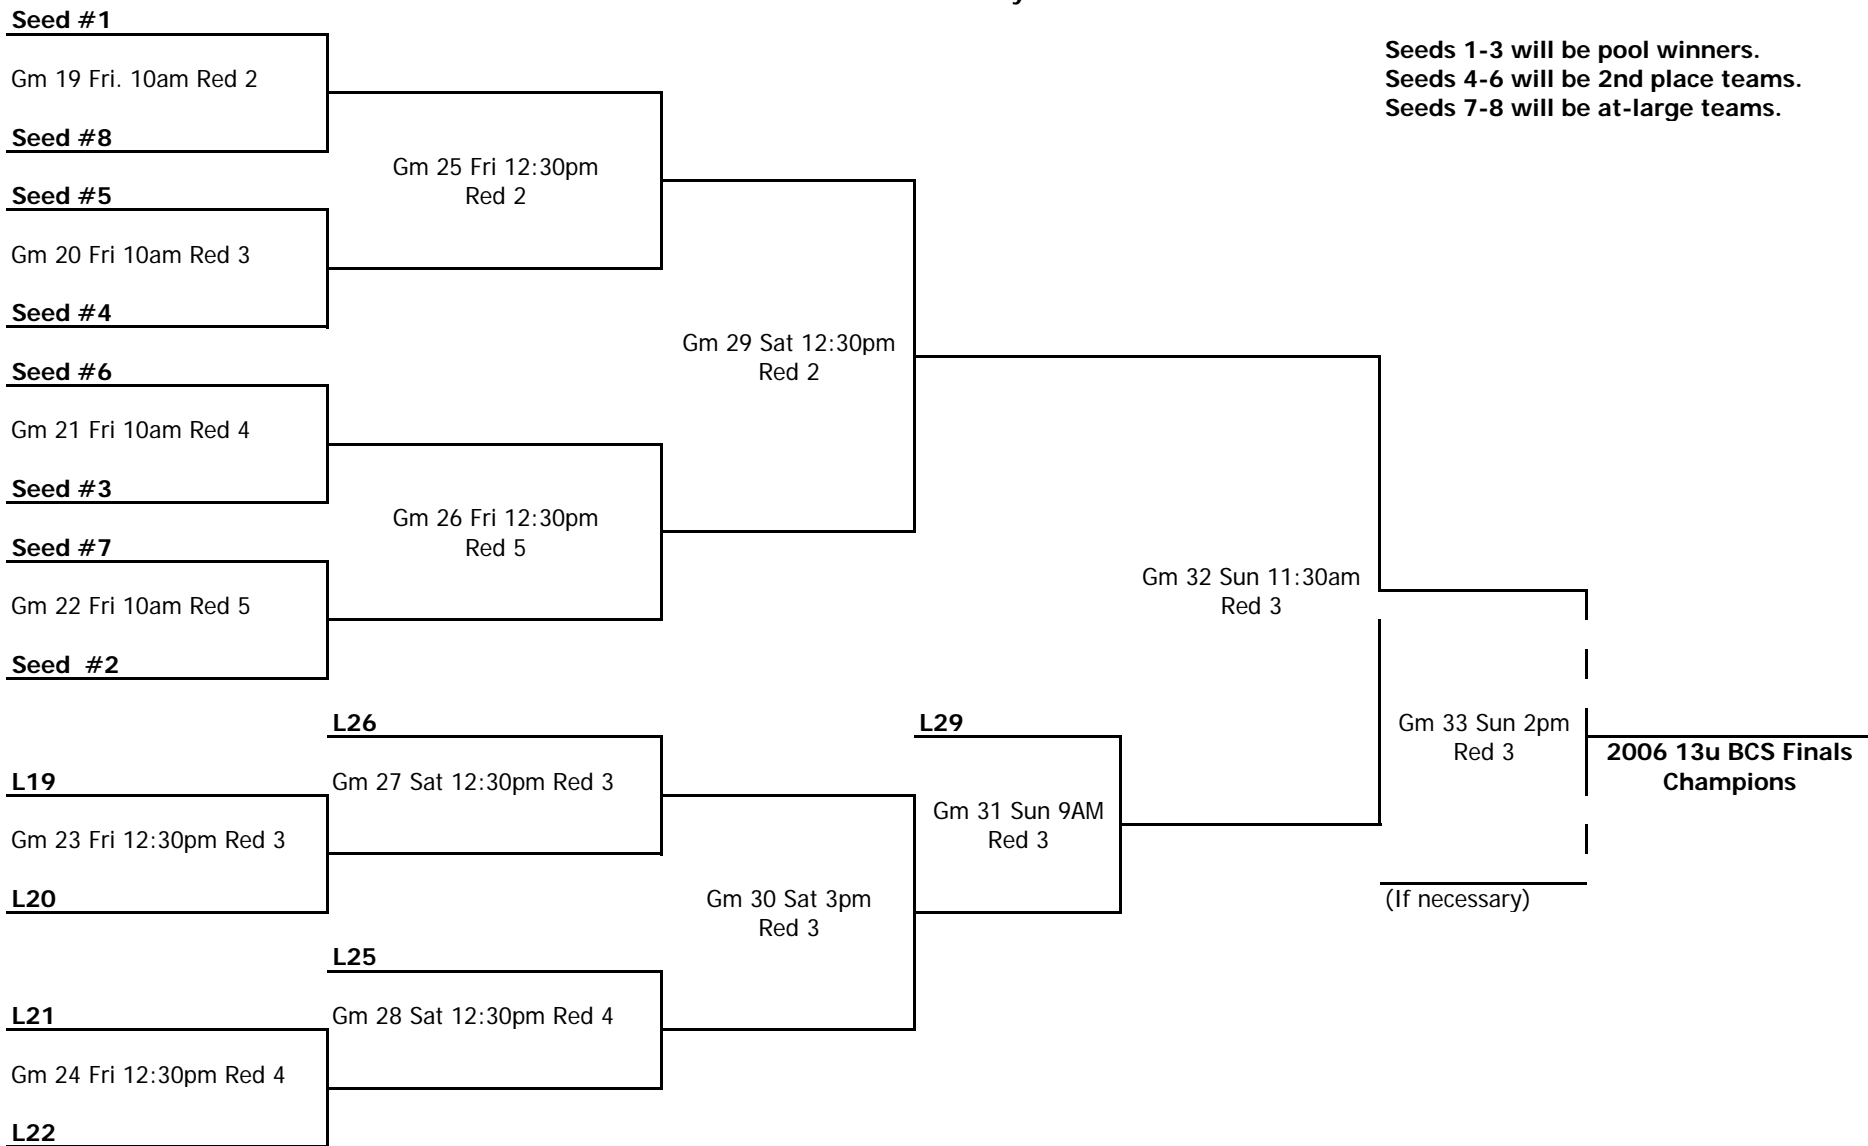 Seed #1
Seeds 1-3 will be pool winners.
Seeds 4-6 will be 2nd place teams.
Seeds 7-8 will be at-large teams.
Gm 19 Fri. 10am Red 2
Seed #8
Gm 25 Fri 12:30pm
Red 2
Seed #5
Gm 20 Fri 10am Red 3
Seed #4
Gm 29 Sat 12:30pm
Red 2
Seed #6
Gm 21 Fri 10am Red 4
Seed #3
Gm 26 Fri 12:30pm
Red 5
Seed #7
Gm 32 Sun 11:30am
Red 3
Gm 22 Fri 10am Red 5
Seed  #2
L26
L29
Gm 33 Sun 2pm
Red 3
2006 13u BCS Finals
Champions
L19
Gm 27 Sat 12:30pm Red 3
Gm 31 Sun 9AM
Red 3
Gm 23 Fri 12:30pm Red 3
L20
Gm 30 Sat 3pm
Red 3
(If necessary)
L25
L21
Gm 28 Sat 12:30pm Red 4
Gm 24 Fri 12:30pm Red 4
L22